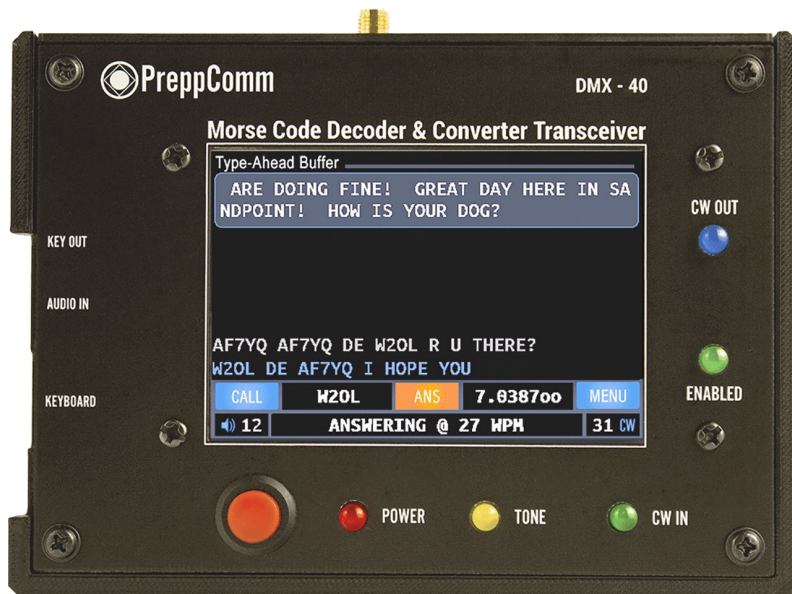 PreppComm
DMX - 40
Morse Code Decoder & Converter Transceiver
Type-Ahead Buffer
ARE DOING FINE! GREAT DAY HERE IN SA
NDPOINT! HOW IS YOUR DOG?
CW OUT
KEY OUT
AUDIO IN
AF7YQ AF7YQ DE W2OL R U THERE?
W2OL DE AF7YQ I HOPE YOU
CALL W2OL ANS 7.0387oo MENU
ENABLED
KEYBOARD
12 ANSWERING @ 27 WPM 31 CW
POWER
TONE
CW IN